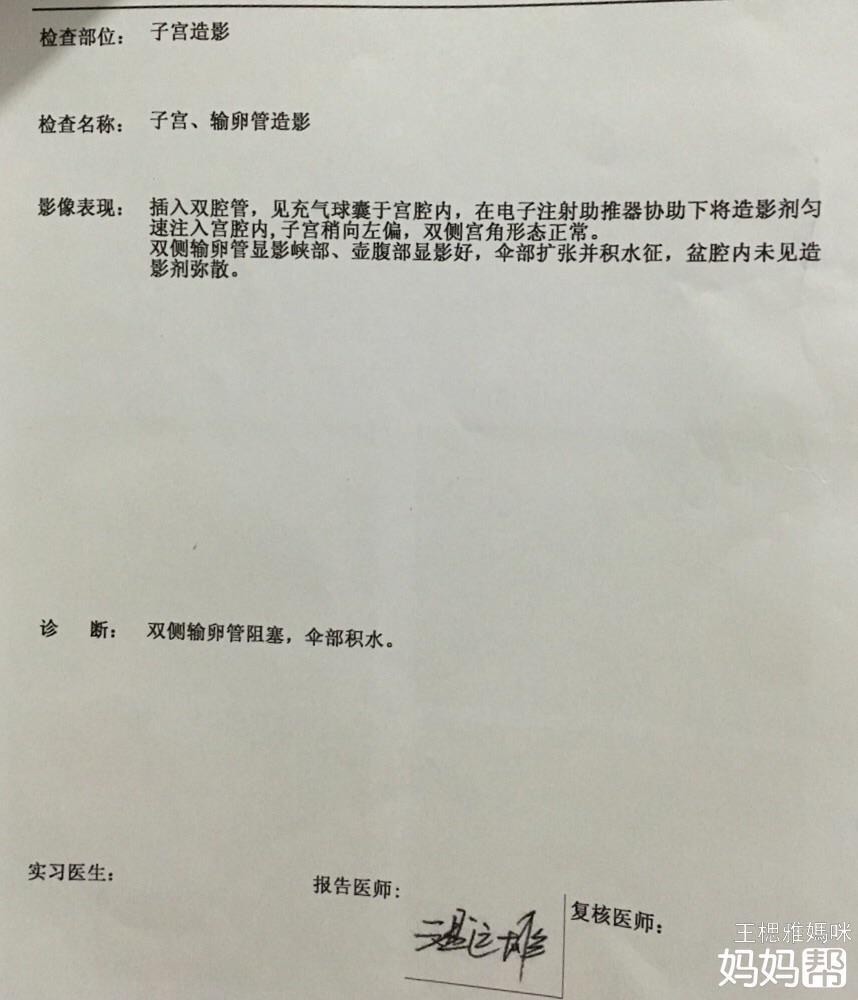 检查部位： 子宫造影
检查名称： 子宫、输卵管造影
影像表现： 插入双腔管，见充气球囊于宫腔内，在电子注射助推器协助下将造影剂匀
速注入宫腔内,子宫稍向左偏，双侧宫角形态正常。
双侧输卵管显影峡部、壶腹部显影好，伞部扩张并积水征，盆腔内未见造
影剂弥散。
诊 断： 双侧输卵管阻塞，伞部积水。
实习医生：
报告医师：
复核医师：
王楒雅媽咪
妈妈帮